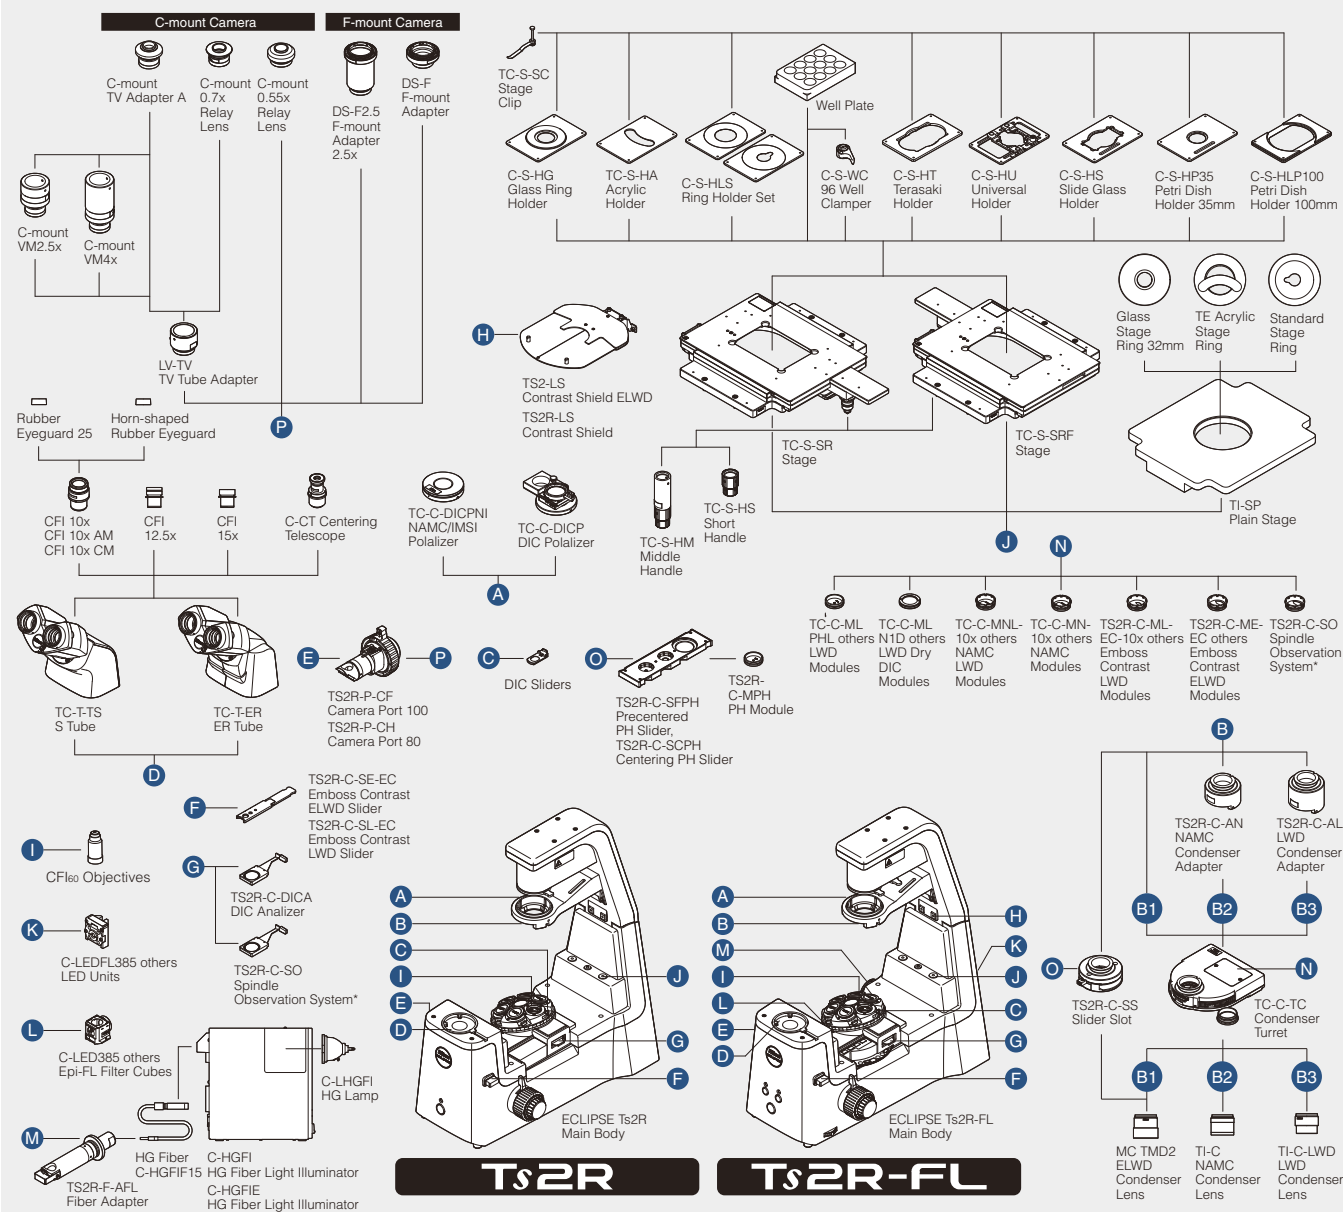 C-mount Camera
F-mount Camera
C-mount
TV Adapter A
C-mount
0.7x
Relay
Lens
C-mount
0.55x
Relay
Lens
DS-F2.5
F-mount
Adapter
2.5x
DS-F
F-mount
Adapter
C-mount
VM2.5x
C-mount
VM4x
LV-TV
TV Tube Adapter
P
Rubber
Eyeguard 25
Horn-shaped
Rubber Eyeguard
CFI 10x
CFI 10x AM
CFI 10x CM
CFI
12.5x
CFI
15x
C-CT Centering
Telescope
TC-T-TS
S Tube
TC-T-ER
ER Tube
D
TC-S-SC
Stage
Clip
Well Plate
C-S-HG
Glass Ring
Holder
TC-S-HA
Acrylic
Holder
C-S-HLS
Ring Holder Set
C-S-WC
96 Well
Clamper
C-S-HT
Terasaki
Holder
C-S-HU
Universal
Holder
C-S-HS
Slide Glass
Holder
C-S-HP35
Petri Dish
Holder 35mm
C-S-HLP100
Petri Dish
Holder 100mm
H
TS2-LS
Contrast Shield ELWD
TS2R-LS
Contrast Shield
TC-S-SR
Stage
TC-S-SRF
Stage
Glass
Stage
Ring 32mm
TE Acrylic
Stage
Ring
Standard
Stage
Ring
TI-SP
Plain Stage
TC-S-HM
Middle
Handle
TC-S-HS
Short
Handle
J
TC-C-DICPNI
NAMC/IMSI
Polalizer
TC-C-DICP
DIC Polalizer
A
E
P
TS2R-P-CF
Camera Port 100
TS2R-P-CH
Camera Port 80
C
DIC Sliders
O
TS2R-C-SFPH
Precentered
PH Slider,
TS2R-C-SCPH
Centering PH Slider
TS2R-
C-MPH
PH Module
N
TC-C-ML
PHL others
LWD
Modules
TC-C-ML
N1D others
LWD Dry
DIC
Modules
TC-C-MNL-
10x others
NAMC
LWD
Modules
TC-C-MN-
10x others
NAMC
Modules
TS2R-C-ML-
EC-10x others
Emboss
Contrast
LWD
Modules
TS2R-C-ME-
EC others
Emboss
Contrast
ELWD
Modules
TS2R-C-SO
Spindle
Observation
System*
B
TS2R-C-AN
NAMC
Condenser
Adapter
TS2R-C-AL
LWD
Condenser
Adapter
B1
B2
B3
O
TS2R-C-SS
Slider Slot
N
TC-C-TC
Condenser
Turret
B1
B2
B3
MC TMD2
ELWD
Condenser
Lens
TI-C
NAMC
Condenser
Lens
TI-C-LWD
LWD
Condenser
Lens
F
TS2R-C-SE-EC
Emboss Contrast
ELWD Slider
TS2R-C-SL-EC
Emboss Contrast
LWD Slider
G
TS2R-C-DICA
DIC Analizer
TS2R-C-SO
Spindle
Observation System*
I
CFI60 Objectives
K
C-LEDFL385 others
LED Units
L
C-LED385 others
Epi-FL Filter Cubes
M
TS2R-F-AFL
Fiber Adapter
HG Fiber
C-HGFIF15
C-LHGFI
HG Lamp
C-HGFI
HG Fiber Light Illuminator
C-HGFIE
HG Fiber Light Illuminator
A
B
C
I
E
D
J
G
F
ECLIPSE Ts2R
Main Body
Ts2R
A
B
M
I
L
E
D
H
K
J
C
G
F
ECLIPSE Ts2R-FL
Main Body
Ts2R-FL